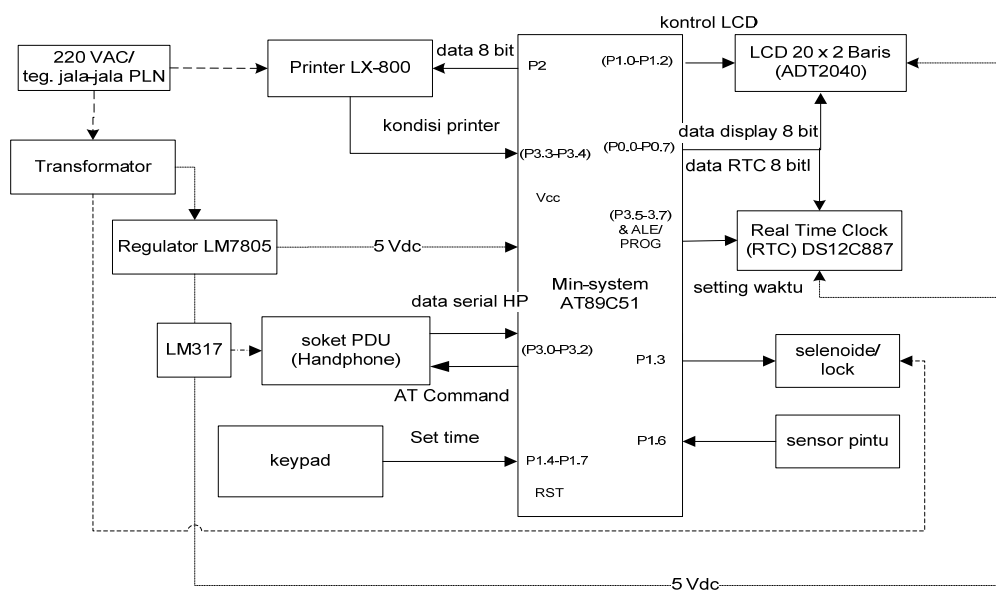 kontrol LCD
220 VAC/
teg. jala-jala PLN
Printer LX-800
data 8 bit
P2
(P1.0-P1.2)
LCD 20 x 2 Baris
(ADT2040)
kondisi printer
(P3.3-P3.4)
(P0.0-P0.7)
data display 8 bit
data RTC 8 bitl
Transformator
Vcc
(P3.5-3.7)
& ALE/
PROG
Regulator LM7805
5 Vdc
Real Time Clock
(RTC) DS12C887
Min-system
AT89C51
setting waktu
data serial HP
LM317
soket PDU
(Handphone)
(P3.0-P3.2)
P1.3
selenoide/
lock
AT Command
Set time
keypad
P1.4-P1.7
P1.6
sensor pintu
RST
5 Vdc